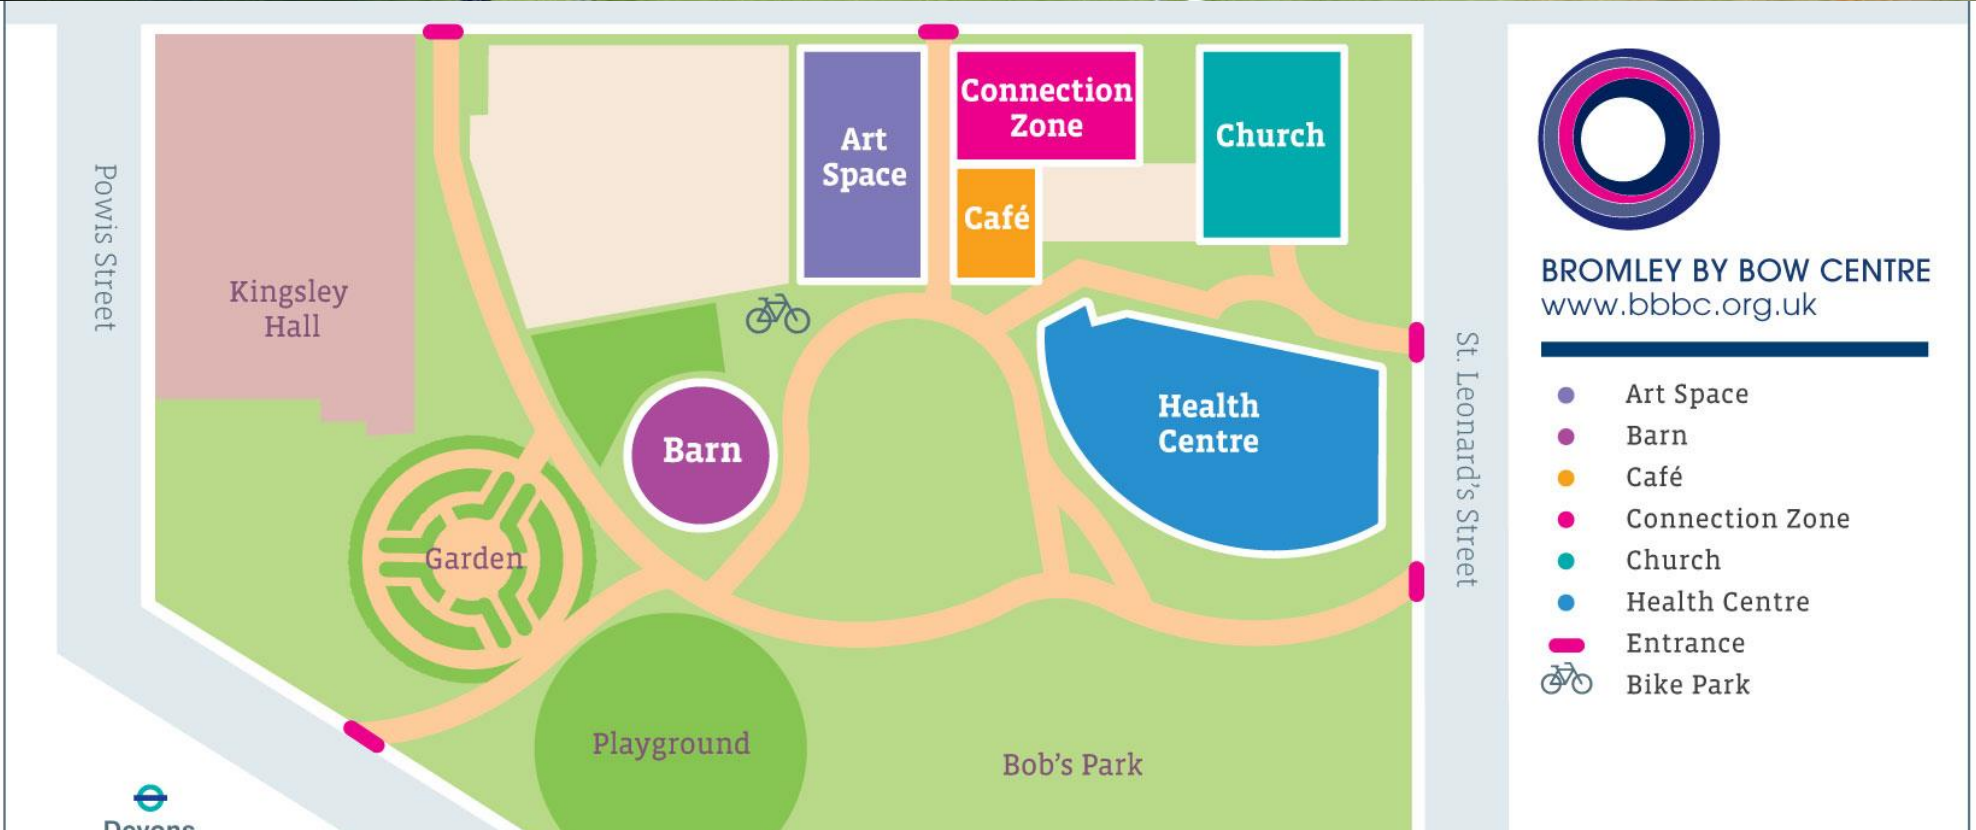 Powis Street
Kingsley
Hall
Art
Space
Connection
Zone
Café
Church
Barn
Health
Centre
Garden
Playground
Bob's Park
St. Leonard's Street
Devons
BROMLEY BY BOW CENTRE
www.bbbc.org.uk
Art Space
Barn
Café
Connection Zone
Church
Health Centre
Entrance
Bike Park